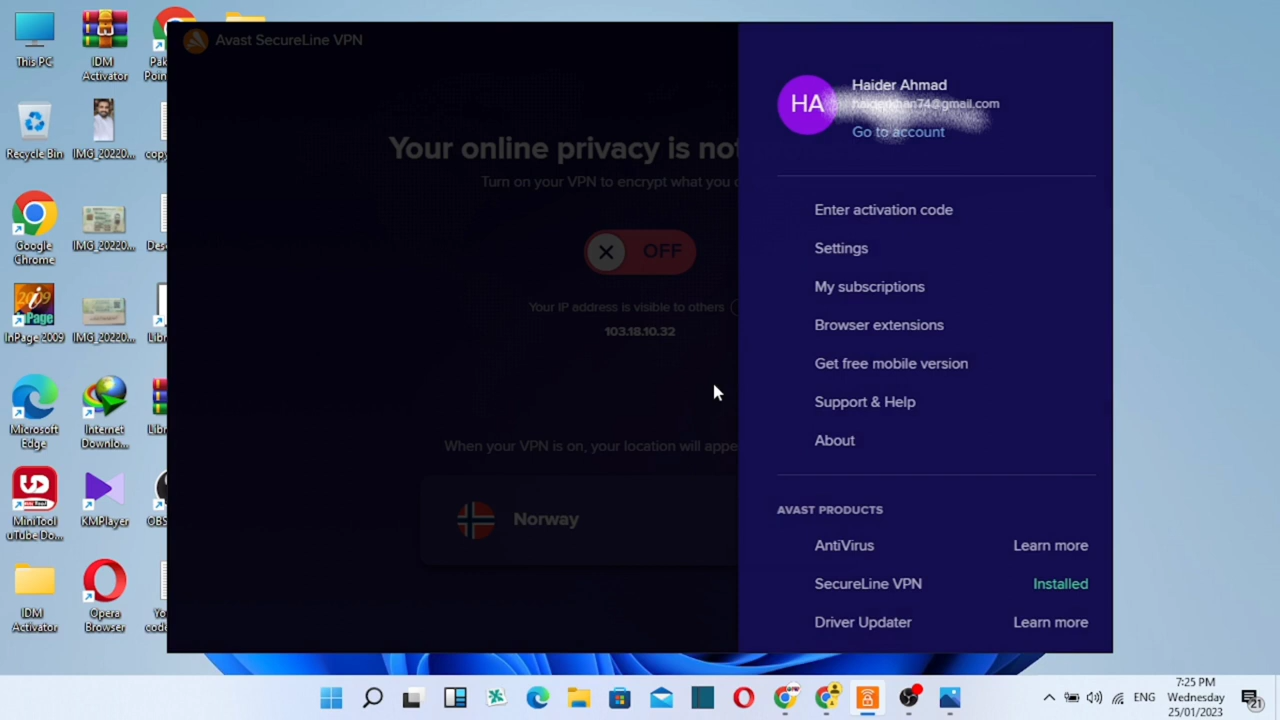 This PC
IDM
Activator
Recycle Bin
IMG_20220...
Google
Chrome
IMG_20220...
InPage 2009
IMG_20220...
Microsoft
Edge
Internet
Downlo...
MiniTool
uTube Do...
KMPlayer
IDM
Activator
Opera
Browser
Avast SecureLine VPN
Your online privacy is not
Turn on your VPN to encrypt what you
OFF
Your IP address is visible to others
103.18.10.32
When your VPN is on, your location will appe
Norway
HA
Haider Ahmad
Go to account
Enter activation code
Settings
My subscriptions
Browser extensions
Get free mobile version
Support & Help
About
AVAST PRODUCTS
AntiVirus Learn more
SecureLine VPN Installed
Driver Updater Learn more
ENG
7:25 PM
Wednesday
25/01/2023
21